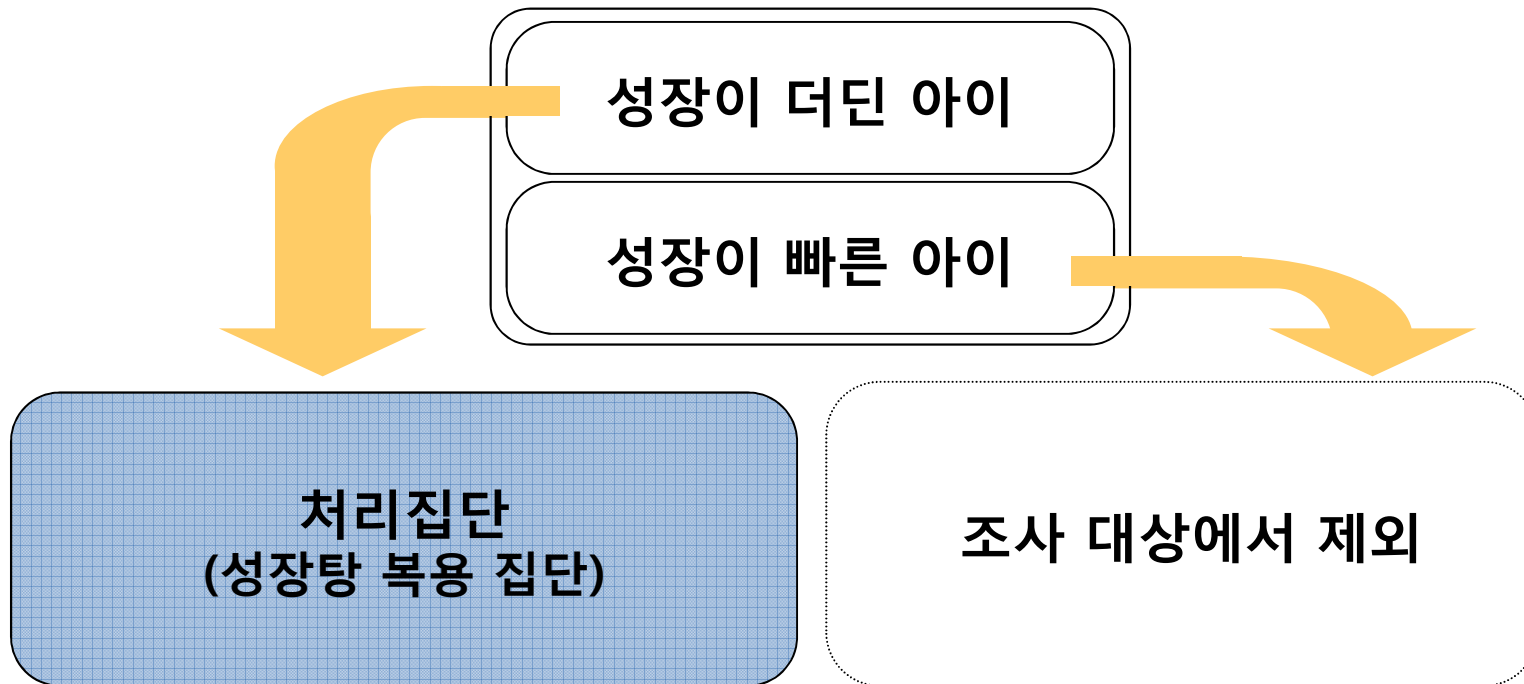 성장이 더딘 아이
성장이 빠른 아이
처리집단
(성장탕 복용 집단)
조사 대상에서 제외